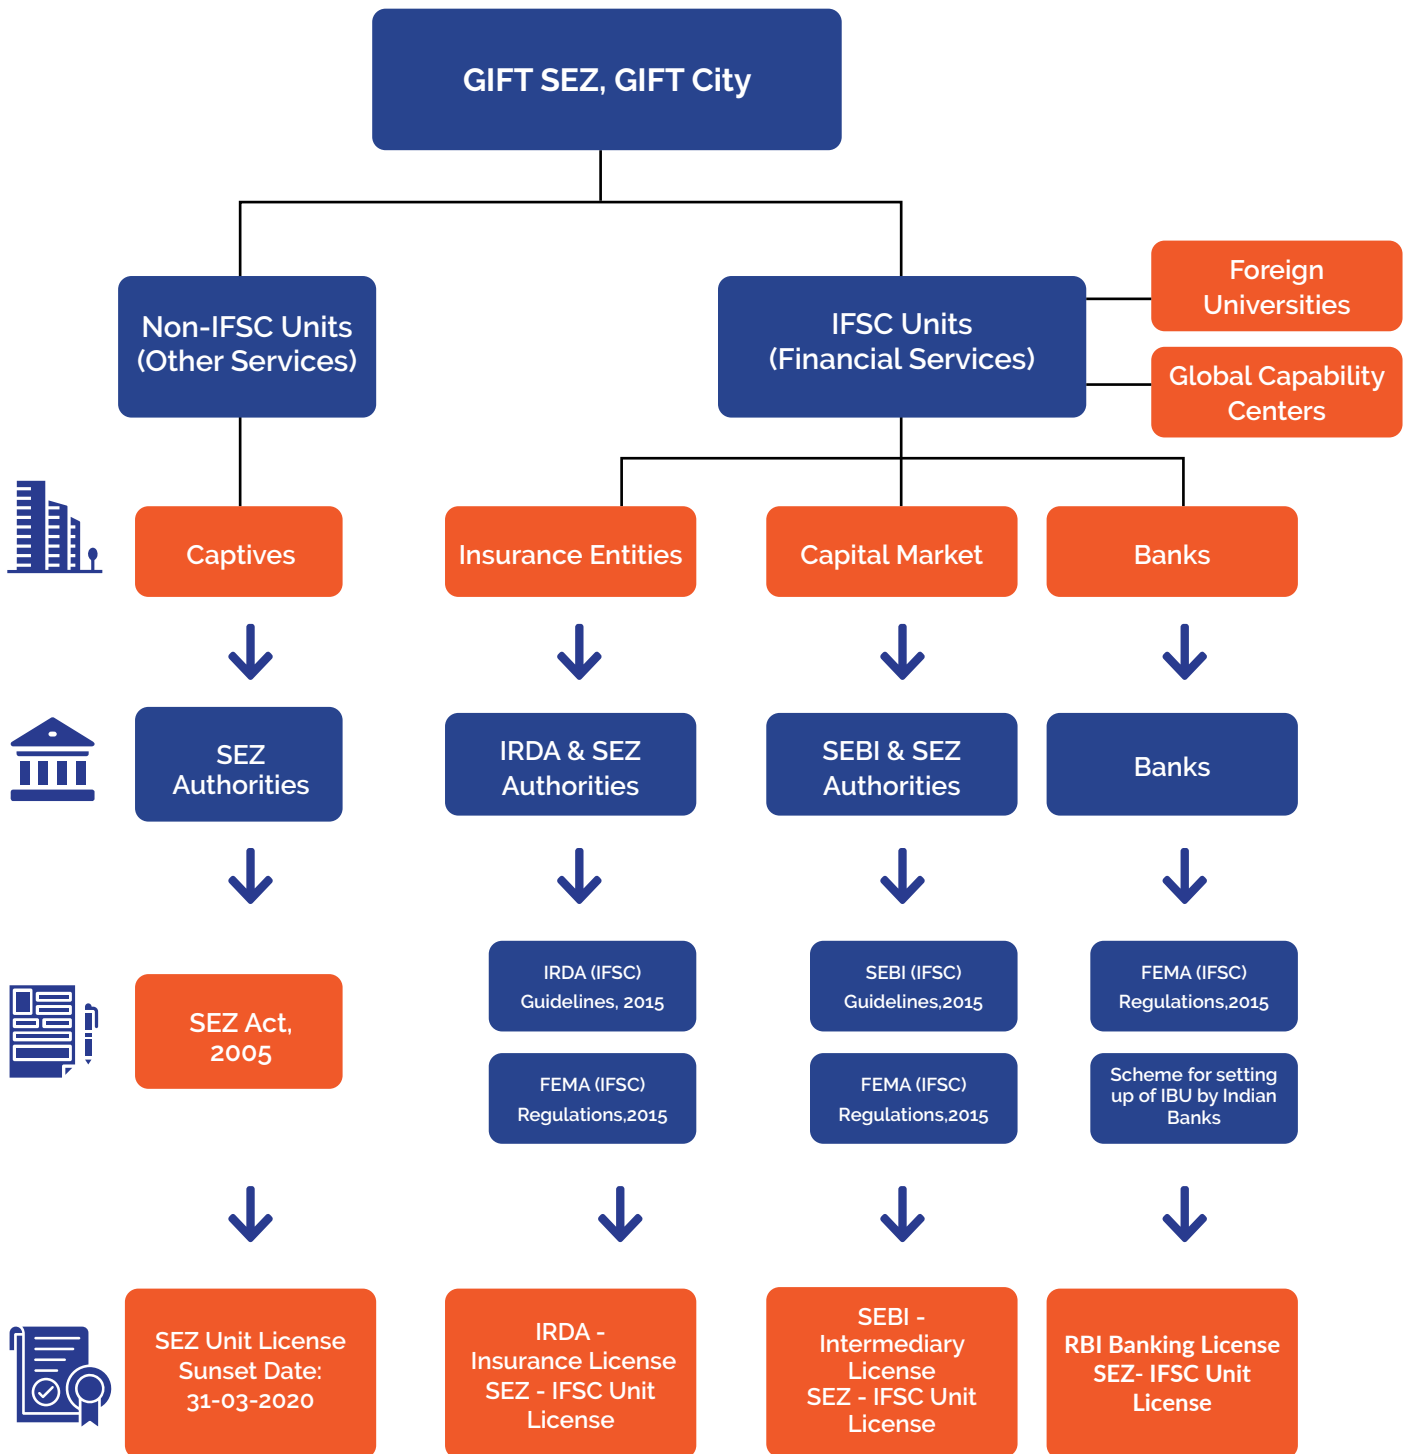 GIFT SEZ, GIFT City
Non-IFSC Units
(Other Services)
IFSC Units
(Financial Services)
Foreign
Universities
Global Capability
Centers
Captives
Insurance Entities
Capital Market
Banks
SEZ
Authorities
IRDA & SEZ
Authorities
SEBI & SEZ
Authorities
Banks
SEZ Act,
2005
IRDA (IFSC)
Guidelines, 2015
SEBI (IFSC)
Guidelines,2015
FEMA (IFSC)
Regulations,2015
FEMA (IFSC)
Regulations,2015
FEMA (IFSC)
Regulations,2015
Scheme for setting
up of IBU by Indian
Banks
SEZ Unit License
Sunset Date:
31-03-2020
IRDA -
Insurance License
SEZ - IFSC Unit
License
SEBI -
Intermediary
License
SEZ - IFSC Unit
License
RBI Banking License
SEZ- IFSC Unit
License